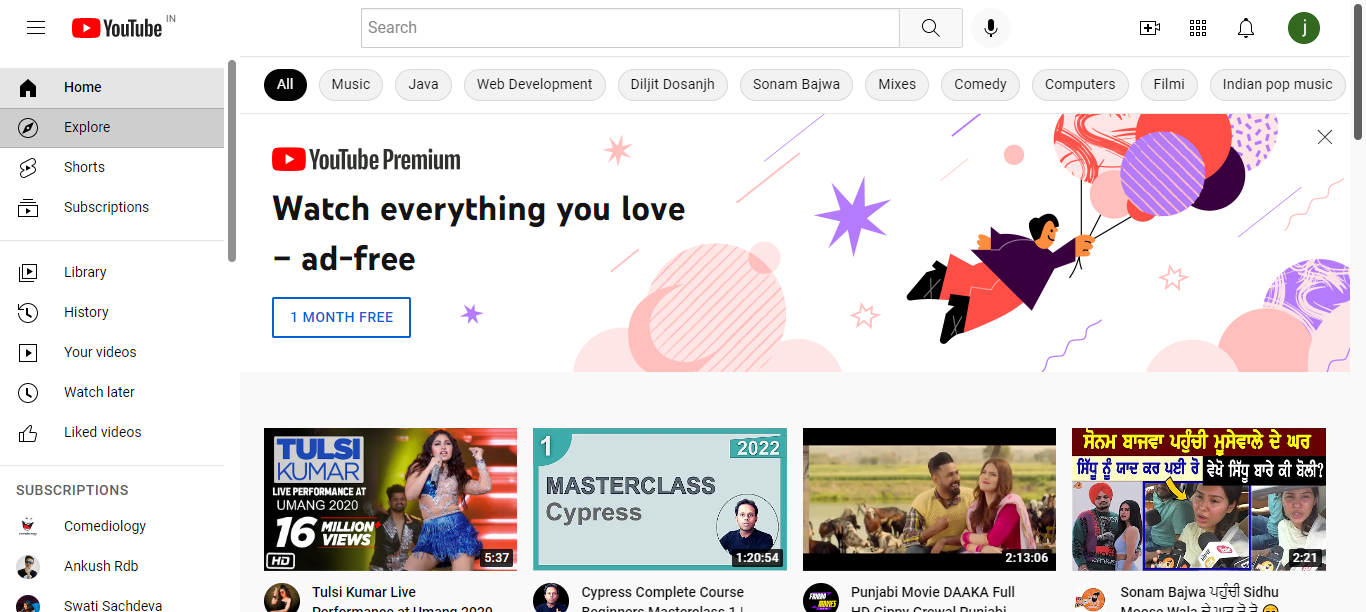 YouTube IN
Search
j
Home
Explore
Shorts
Subscriptions
Library
History
Your videos
Watch later
Liked videos
SUBSCRIPTIONS
Comediology
Ankush Rdb
Swati Sachdeva
All Music Java Web Development Diljit Dosanjh Sonam Bajwa Mixes Comedy Computers Filmi Indian pop music
YouTube Premium
Watch everything you love
– ad-free
1 MONTH FREE
TULSI
KUMAR
LIVE PERFORMANCE AT
UMANG 2020
16 MILLION+
VIEWS
HD
5:37
Tulsi Kumar Live
Performance at Umang 2020
1
2022
MASTERCLASS
Cypress
1:20:54
Cypress Complete Course
Beginners Masterclass 1 |
2:13:06
Punjabi Movie DAAKA Full
HD Gippy Grewal Punjabi
ਸੋਨਮ ਬਾਜਵਾ ਪਹੁੰਚੀ ਮੂਸੇਵਾਲੇ ਦੇ ਘਰ
ਸਿੱਧੂ ਨੂੰ ਯਾਦ ਕਰ ਪਈ ਰੋ ਵੇਖੋ ਸਿੱਧੂ ਬਾਰੇ ਕੀ ਬੋਲੀ?
2:21
Sonam Bajwa ਪਹੁੰਚੀ Sidhu
Moose Wala ਦੇ ਘਰ ਰੋ ਰੋ